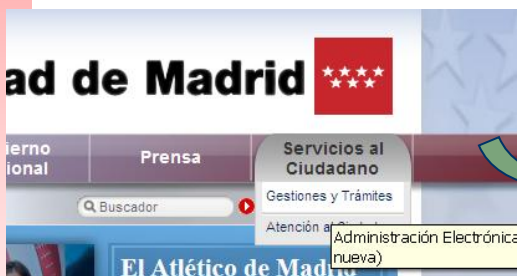 ad de Madrid
ierno
ional
Prensa
Servicios al
Ciudadano
Buscador
Gestiones y Trámites
Atención al
Administración Electrónica
nueva)
El Atlético de Madrid